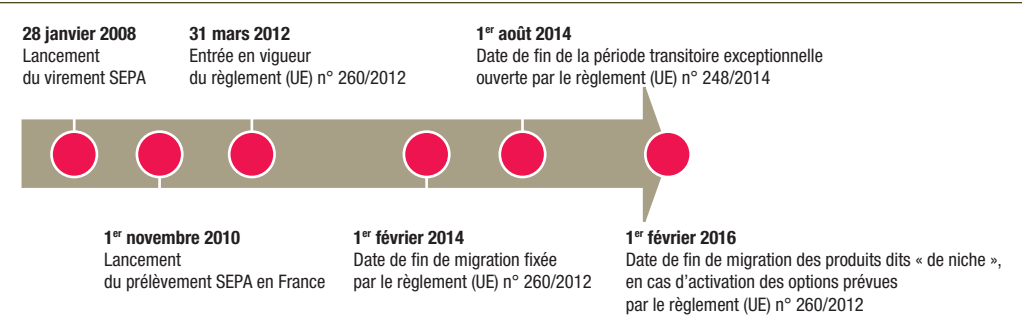 28 janvier 2008
Lancement
du virement SEPA
31 mars 2012
Entrée en vigueur
du règlement (UE) n° 260/2012
1er août 2014
Date de fin de la période transitoire exceptionnelle
ouverte par le règlement (UE) n° 248/2014
1er novembre 2010
Lancement
du prélèvement SEPA en France
1er février 2014
Date de fin de migration fixée
par le règlement (UE) n° 260/2012
1er février 2016
Date de fin de migration des produits dits « de niche »,
en cas d’activation des options prévues
par le règlement (UE) n° 260/2012